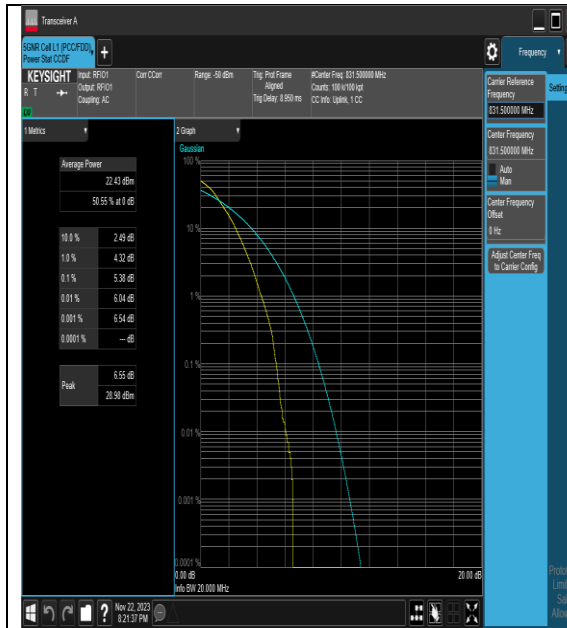 Transceiver A
5GNR Cell L1 (PCC/FDD)
Power Stat CCDF
Frequency
KEYSIGHT
R T
Input: RFIO1
Output: RFIO1
Coupling: AC
Corr CCorr
Range: -50 dBm
Trig: Prot Frame
Aligned
Trig Delay: 8.950 ms
#Center Freq: 831.500000 MHz
Counts: 100 k/100 kpt
CC Info: Uplink, 1 CC
Carrier Reference
Frequency
831.500000 MHz
Center Frequency
831.500000 MHz
Auto
Man
Center Frequency
Offset
0 Hz
Adjust Center Freq
to Carrier Config
1 Metrics
Average Power
22.43 dBm
50.55 % at 0 dB
10.0 % 2.49 dB
1.0 % 4.32 dB
0.1 % 5.38 dB
0.01 % 6.04 dB
0.001 % 6.54 dB
0.0001 % --- dB
Peak
6.55 dB
28.98 dBm
2 Graph
Gaussian
100 %
10 %
1 %
0.1 %
0.01 %
0.001 %
0.0001 %
0.00 dB
20.00 dB
Info BW 20.000 MHz
Nov 22, 2023
8:21:37 PM